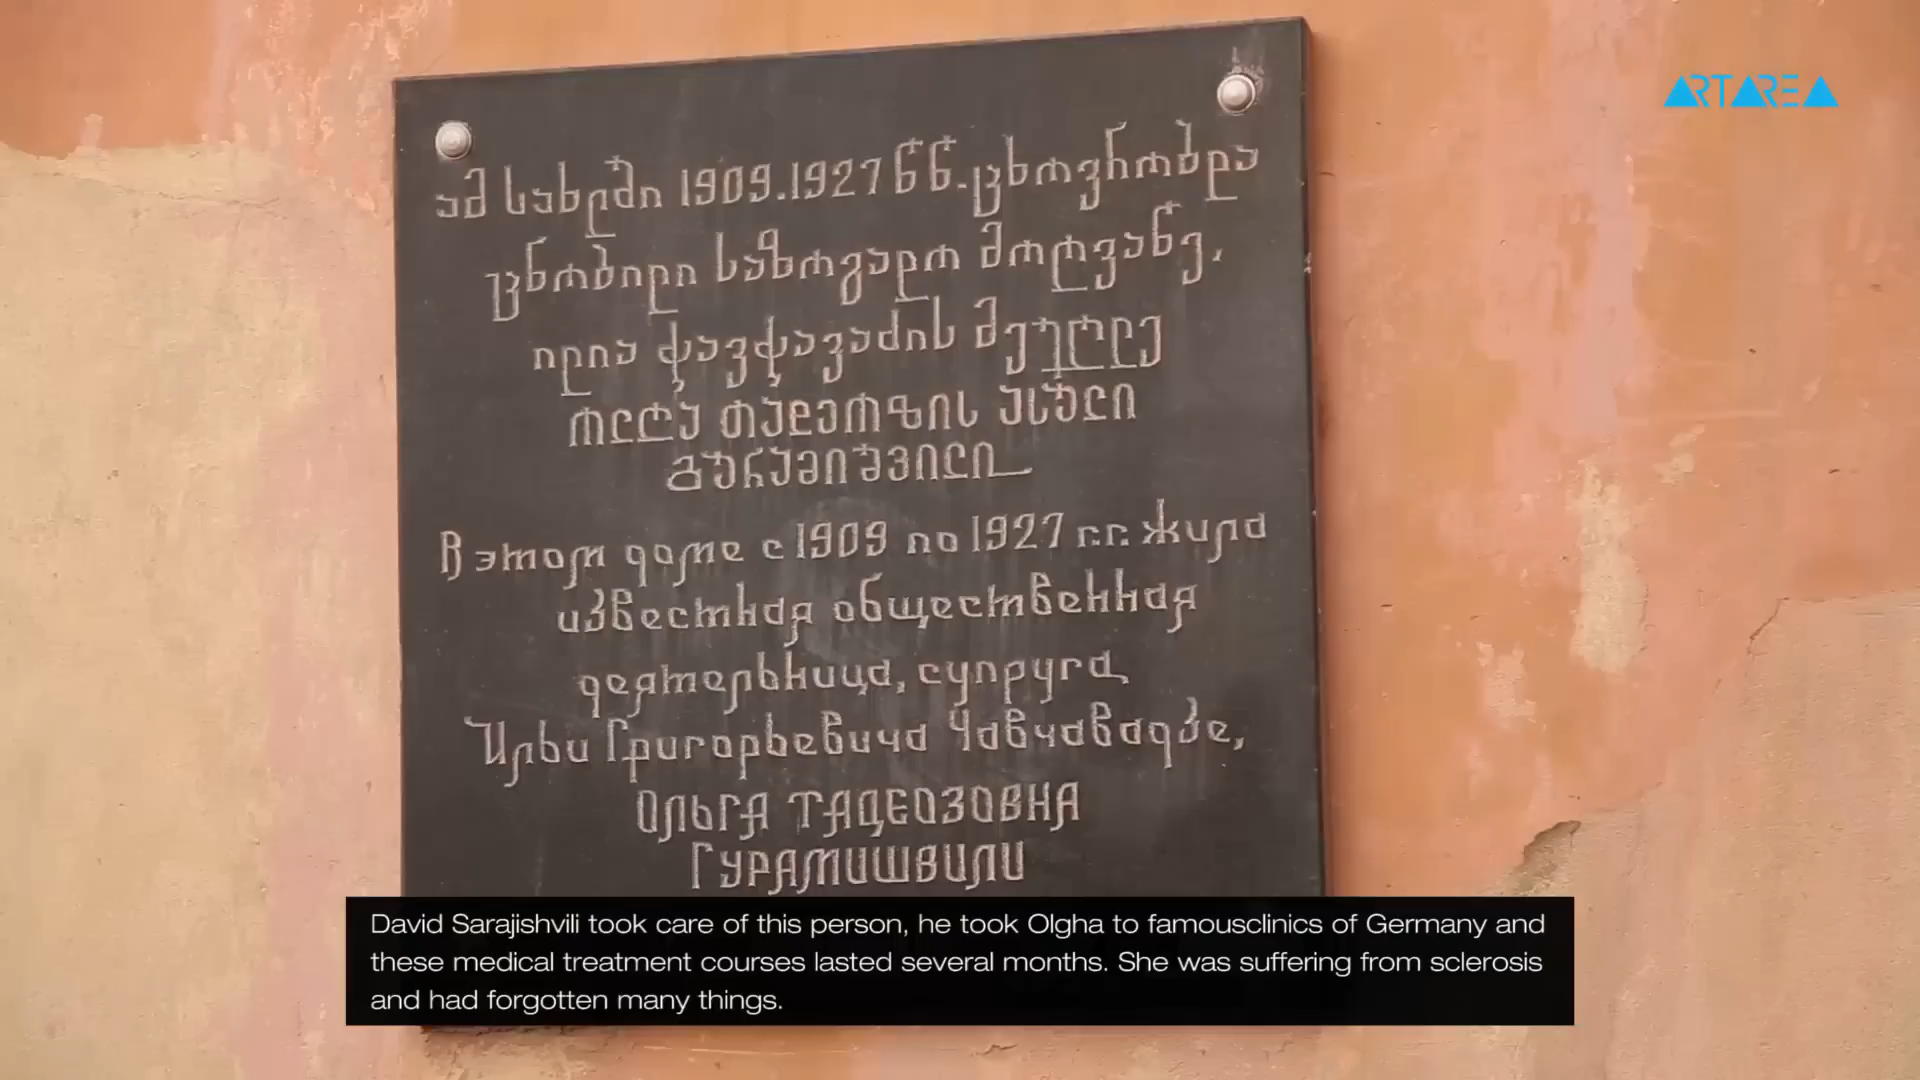 ARTAREA
ამ სახლში 1909.1927 წწ. ცხოვრობდა
ცნობილი საზოგადო მოღვაწე,
ილია ჭავჭავაძის მეუღლე
ოლღა თადეოზის ასული
გურამიშვილი
В этом доме с 1909 по 1927 г.г. жила
известная общественная
деятельница, супруга
Ильи Григорьевича Чавчавадзе,
ОЛЬГА ТАДЕОЗОВНА
ГУРАМИШВИЛИ
David Sarajishvili took care of this person, he took Olgha to famousclinics of Germany and
these medical treatment courses lasted several months. She was suffering from sclerosis
and had forgotten many things.